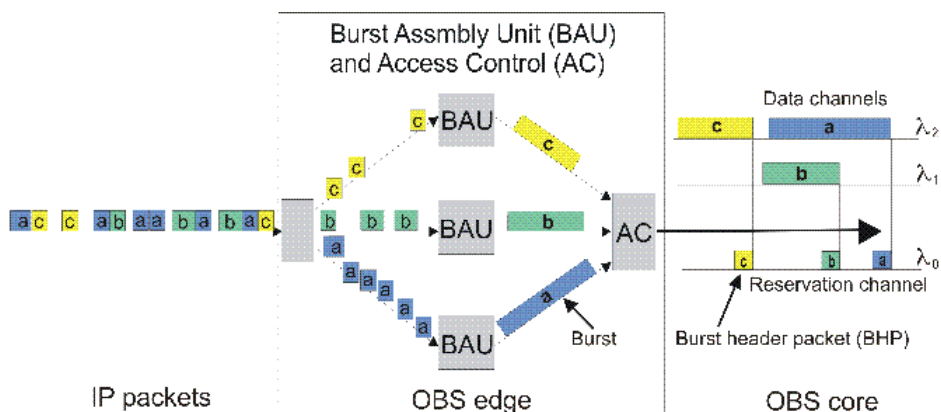 Burst Assmbly Unit (BAU)
and Access Control (AC)
Data channels
c BAU c
c a λ2
c
c
b λ1
a c c a b a a b a b a c
b b b BAU b AC
a
a a a a a
a
c b a λ0
Reservation channel
BAU
Burst
Burst header packet (BHP)
IP packets
OBS edge
OBS core